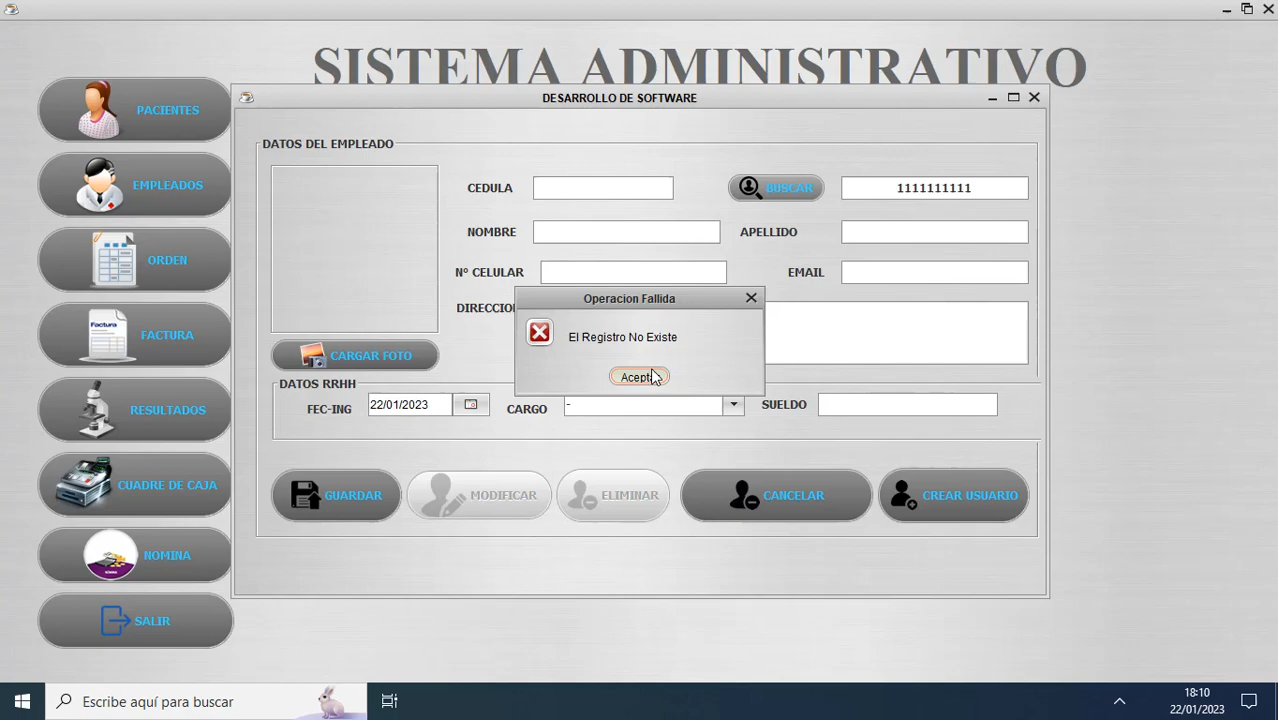 SISTEMA ADMINISTRATIVO
DESARROLLO DE SOFTWARE
PACIENTES
EMPLEADOS
ORDEN
Factura
FACTURA
RESULTADOS
CUADRE DE CAJA
NOMINA
SALIR
DATOS DEL EMPLEADO
CEDULA
BUSCAR
1111111111
NOMBRE
APELLIDO
Nº CELULAR
EMAIL
DIRECCION
CARGAR FOTO
Operacion Fallida
El Registro No Existe
DATOS RRHH
FEC-ING
22/01/2023
CARGO
-
SUELDO
GUARDAR
MODIFICAR
ELIMINAR
CANCELAR
CREAR USUARIO
Escribe aquí para buscar
18:10
22/01/2023